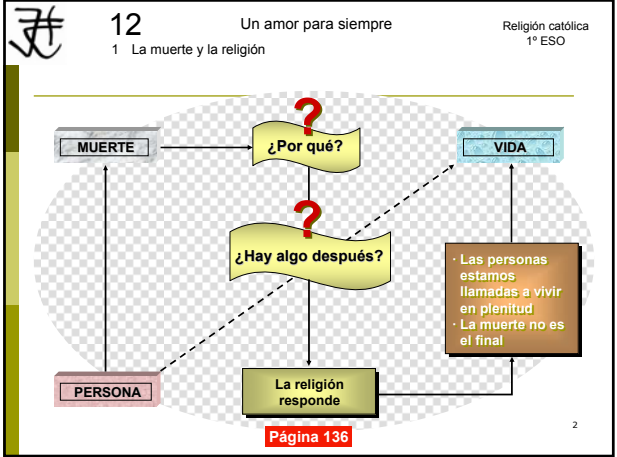 12
Un amor para siempre
Religión católica
1º ESO
1 La muerte y la religión
?
MUERTE
¿Por qué?
VIDA
?
¿Hay algo después?
· Las personas
estamos
llamadas a vivir
en plenitud
· La muerte no es
el final
PERSONA
La religión
responde
Página 136
2